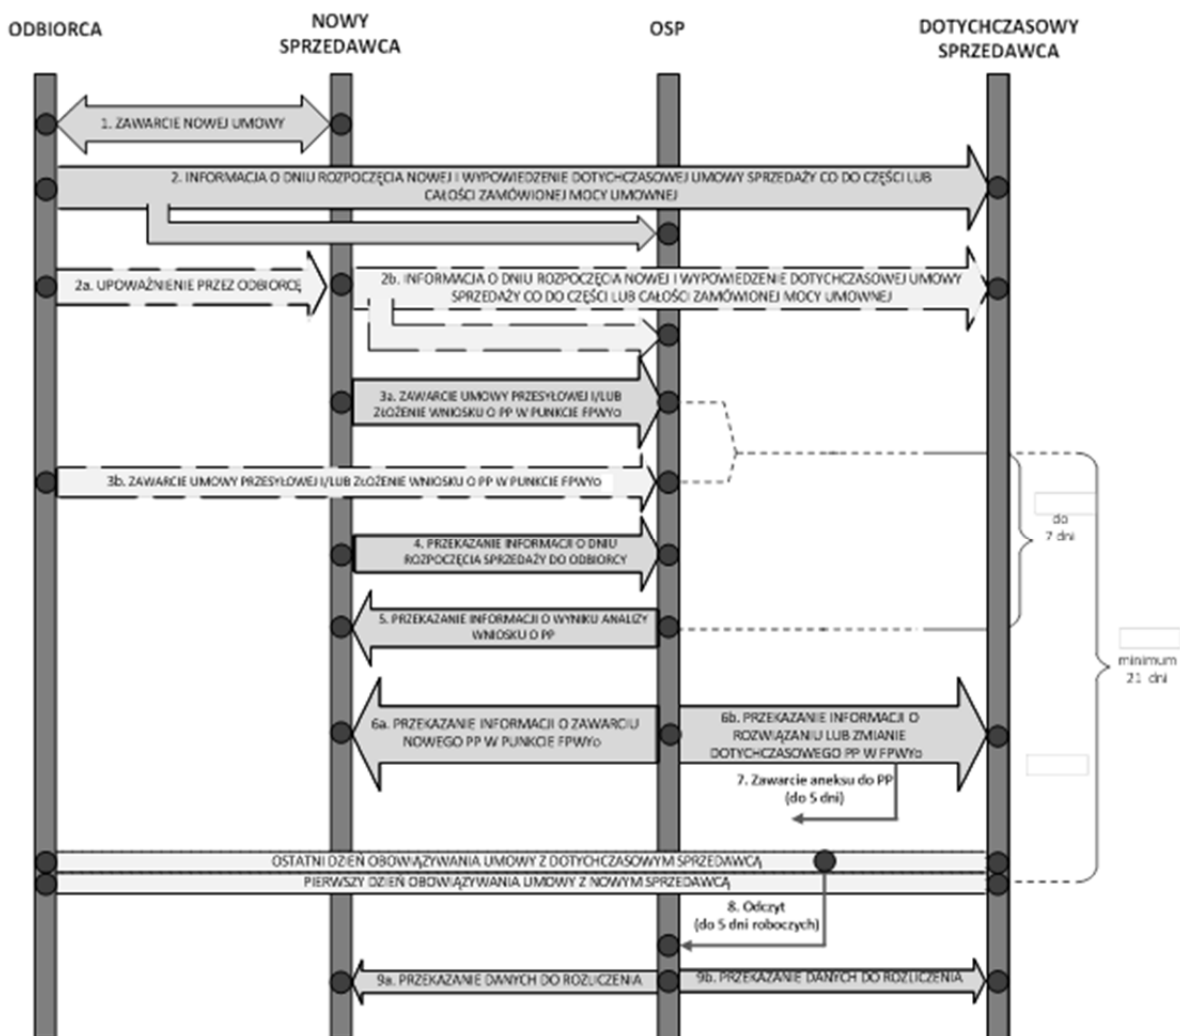 ODBIORCA
NOWY
SPRZEDAWCA
OSP
DOTYCHCZASOWY
SPRZEDAWCA
1. ZAWARCIE NOWEJ UMOWY
2. INFORMACJA O DNIU ROZPOCZĘCIA NOWEJ I WYPOWIEDZENIE DOTYCHCZASOWEJ UMOWY SPRZEDAŻY CO DO CZĘŚCI LUB
CAŁOŚCI ZAMÓWIONEJ MOCY UMOWNEJ
2a. UPOWAŻNIENIE PRZEZ ODBIORCĘ
2b. INFORMACJA O DNIU ROZPOCZĘCIA NOWEJ I WYPOWIEDZENIE DOTYCHCZASOWEJ UMOWY
SPRZEDAŻY CO DO CZĘŚCI LUB CAŁOŚCI ZAMÓWIONEJ MOCY UMOWNEJ
3a. ZAWARCIE UMOWY PRZESYŁOWEJ I/LUB
ZŁOŻENIE WNIOSKU O PP W PUNKCIE FPWYo
3b. ZAWARCIE UMOWY PRZESYŁOWEJ I/LUB ZŁOŻENIE WNIOSKU O PP W PUNKCIE FPWYo
do
7 dni
4. PRZEKAZANIE INFORMACJI O DNIU
ROZPOCZĘCIA SPRZEDAŻY DO ODBIORCY
5. PRZEKAZANIE INFORMACJI O WYNIKU ANALIZY
WNIOSKU O PP
minimum
21 dni
6a. PRZEKAZANIE INFORMACJI O ZAWARCIU
NOWEGO PP W PUNKCIE FPWYo
6b. PRZEKAZANIE INFORMACJI O
ROZWIĄZANIU LUB ZMIANIE
DOTYCHCZASOWEGO PP W FPWYo
7. Zawarcie aneksu do PP
(do 5 dni)
OSTATNI DZIEŃ OBOWIĄZYWANIA UMOWY Z DOTYCHCZASOWYM SPRZEDAWCĄ
PIERWSZY DZIEŃ OBOWIĄZYWANIA UMOWY Z NOWYM SPRZEDAWCĄ
8. Odczyt
(do 5 dni roboczych)
9a. PRZEKAZANIE DANYCH DO ROZLICZENIA
9b. PRZEKAZANIE DANYCH DO ROZLICZENIA